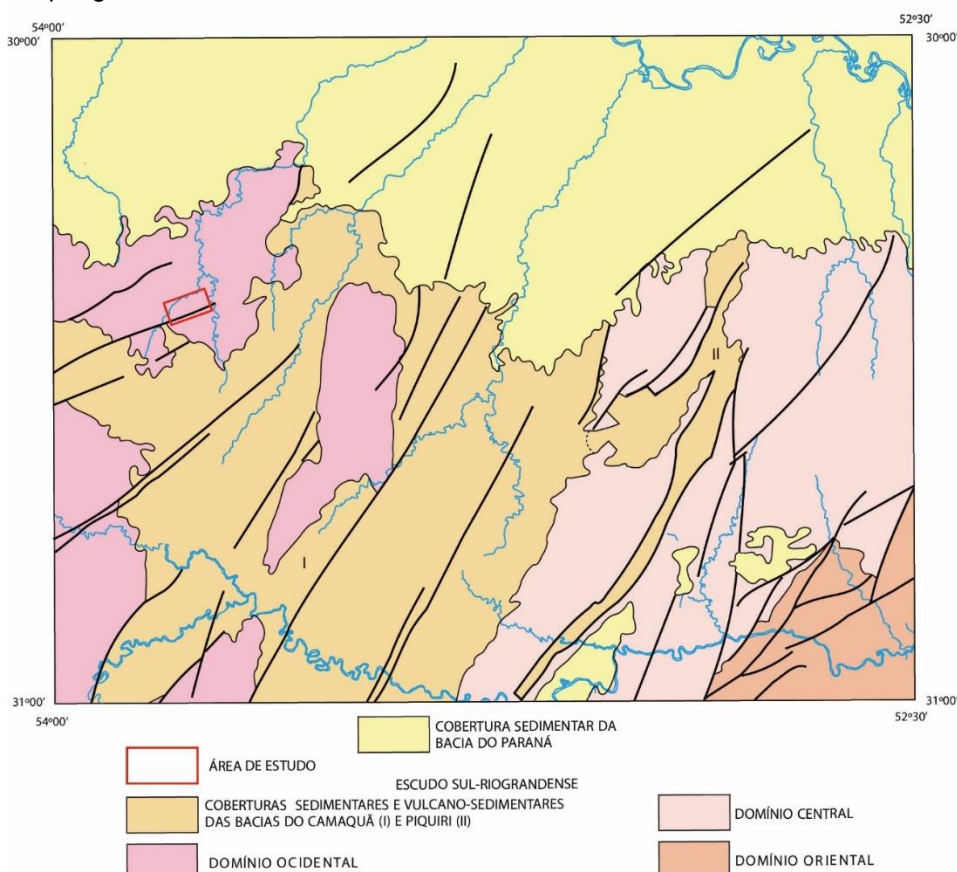 54º00'
52º30'
30º00'
30º00'
II
I
31º00'
31º00'
54º00'
52º30'
COBERTURA SEDIMENTAR DA
BACIA DO PARANÁ
ÁREA DE ESTUDO
ESCUDO SUL-RIOGRANDENSE
COBERTURAS SEDIMENTARES E VULCANO-SEDIMENTARES
DAS BACIAS DO CAMAQUÃ (I) E PIQUIRI (II)
DOMÍNIO CENTRAL
DOMÍNIO OCIDENTAL
DOMÍNIO ORIENTAL